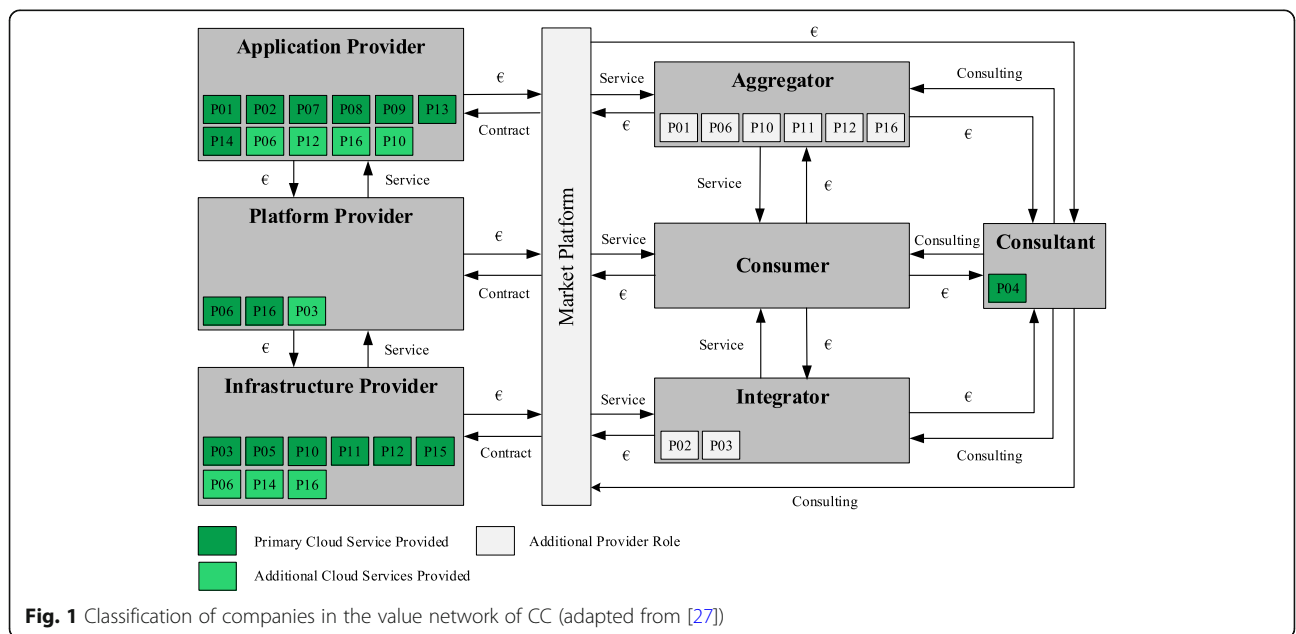 €
Application Provider
P01 P02 P07 P08 P09 P13
P14 P06 P12 P16 P10
€
Contract
Service
€
Aggregator
P01 P06 P10 P11 P12 P16
Consulting
€
€
Service
Service
€
Platform Provider
P06 P16 P03
€
Contract
Market Platform
Service
€
Consumer
Consulting
€
Consultant
P04
€
Service
Service
€
Infrastructure Provider
P03 P05 P10 P11 P12 P15
P06 P14 P16
€
Contract
Service
€
Integrator
P02 P03
€
Consulting
Consulting
Primary Cloud Service Provided
Additional Provider Role
Additional Cloud Services Provided
Fig. 1 Classification of companies in the value network of CC (adapted from [27])